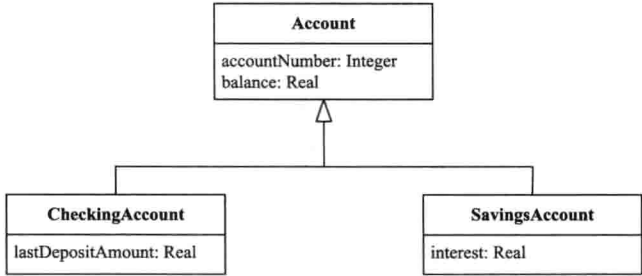 Account
accountNumber: Integer
balance: Real
CheckingAccount
lastDepositAmount: Real
SavingsAccount
interest: Real